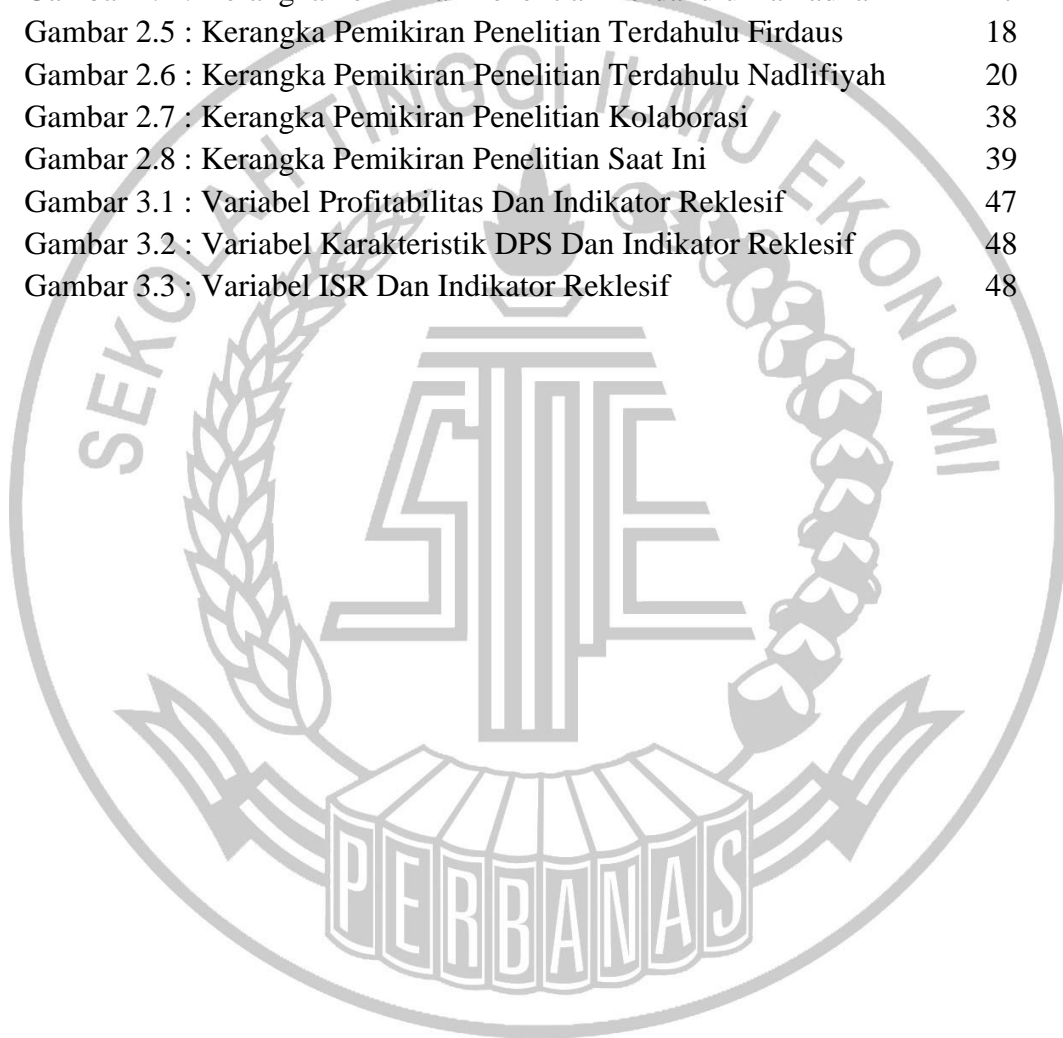 Gambar 2.5 : Kerangka Pemikiran Penelitian Terdahulu Firdaus 18
Gambar 2.6 : Kerangka Pemikiran Penelitian Terdahulu Nadlifiyah 20
Gambar 2.7 : Kerangka Pemikiran Penelitian Kolaborasi 38
Gambar 2.8 : Kerangka Pemikiran Penelitian Saat Ini 39
Gambar 3.1 : Variabel Profitabilitas Dan Indikator Reklesif 47
Gambar 3.2 : Variabel Karakteristik DPS Dan Indikator Reklesif 48
Gambar 3.3 : Variabel ISR Dan Indikator Reklesif 48
SEKOLAH TINGGI ILMU EKONOMI
STIE
PERBANAS